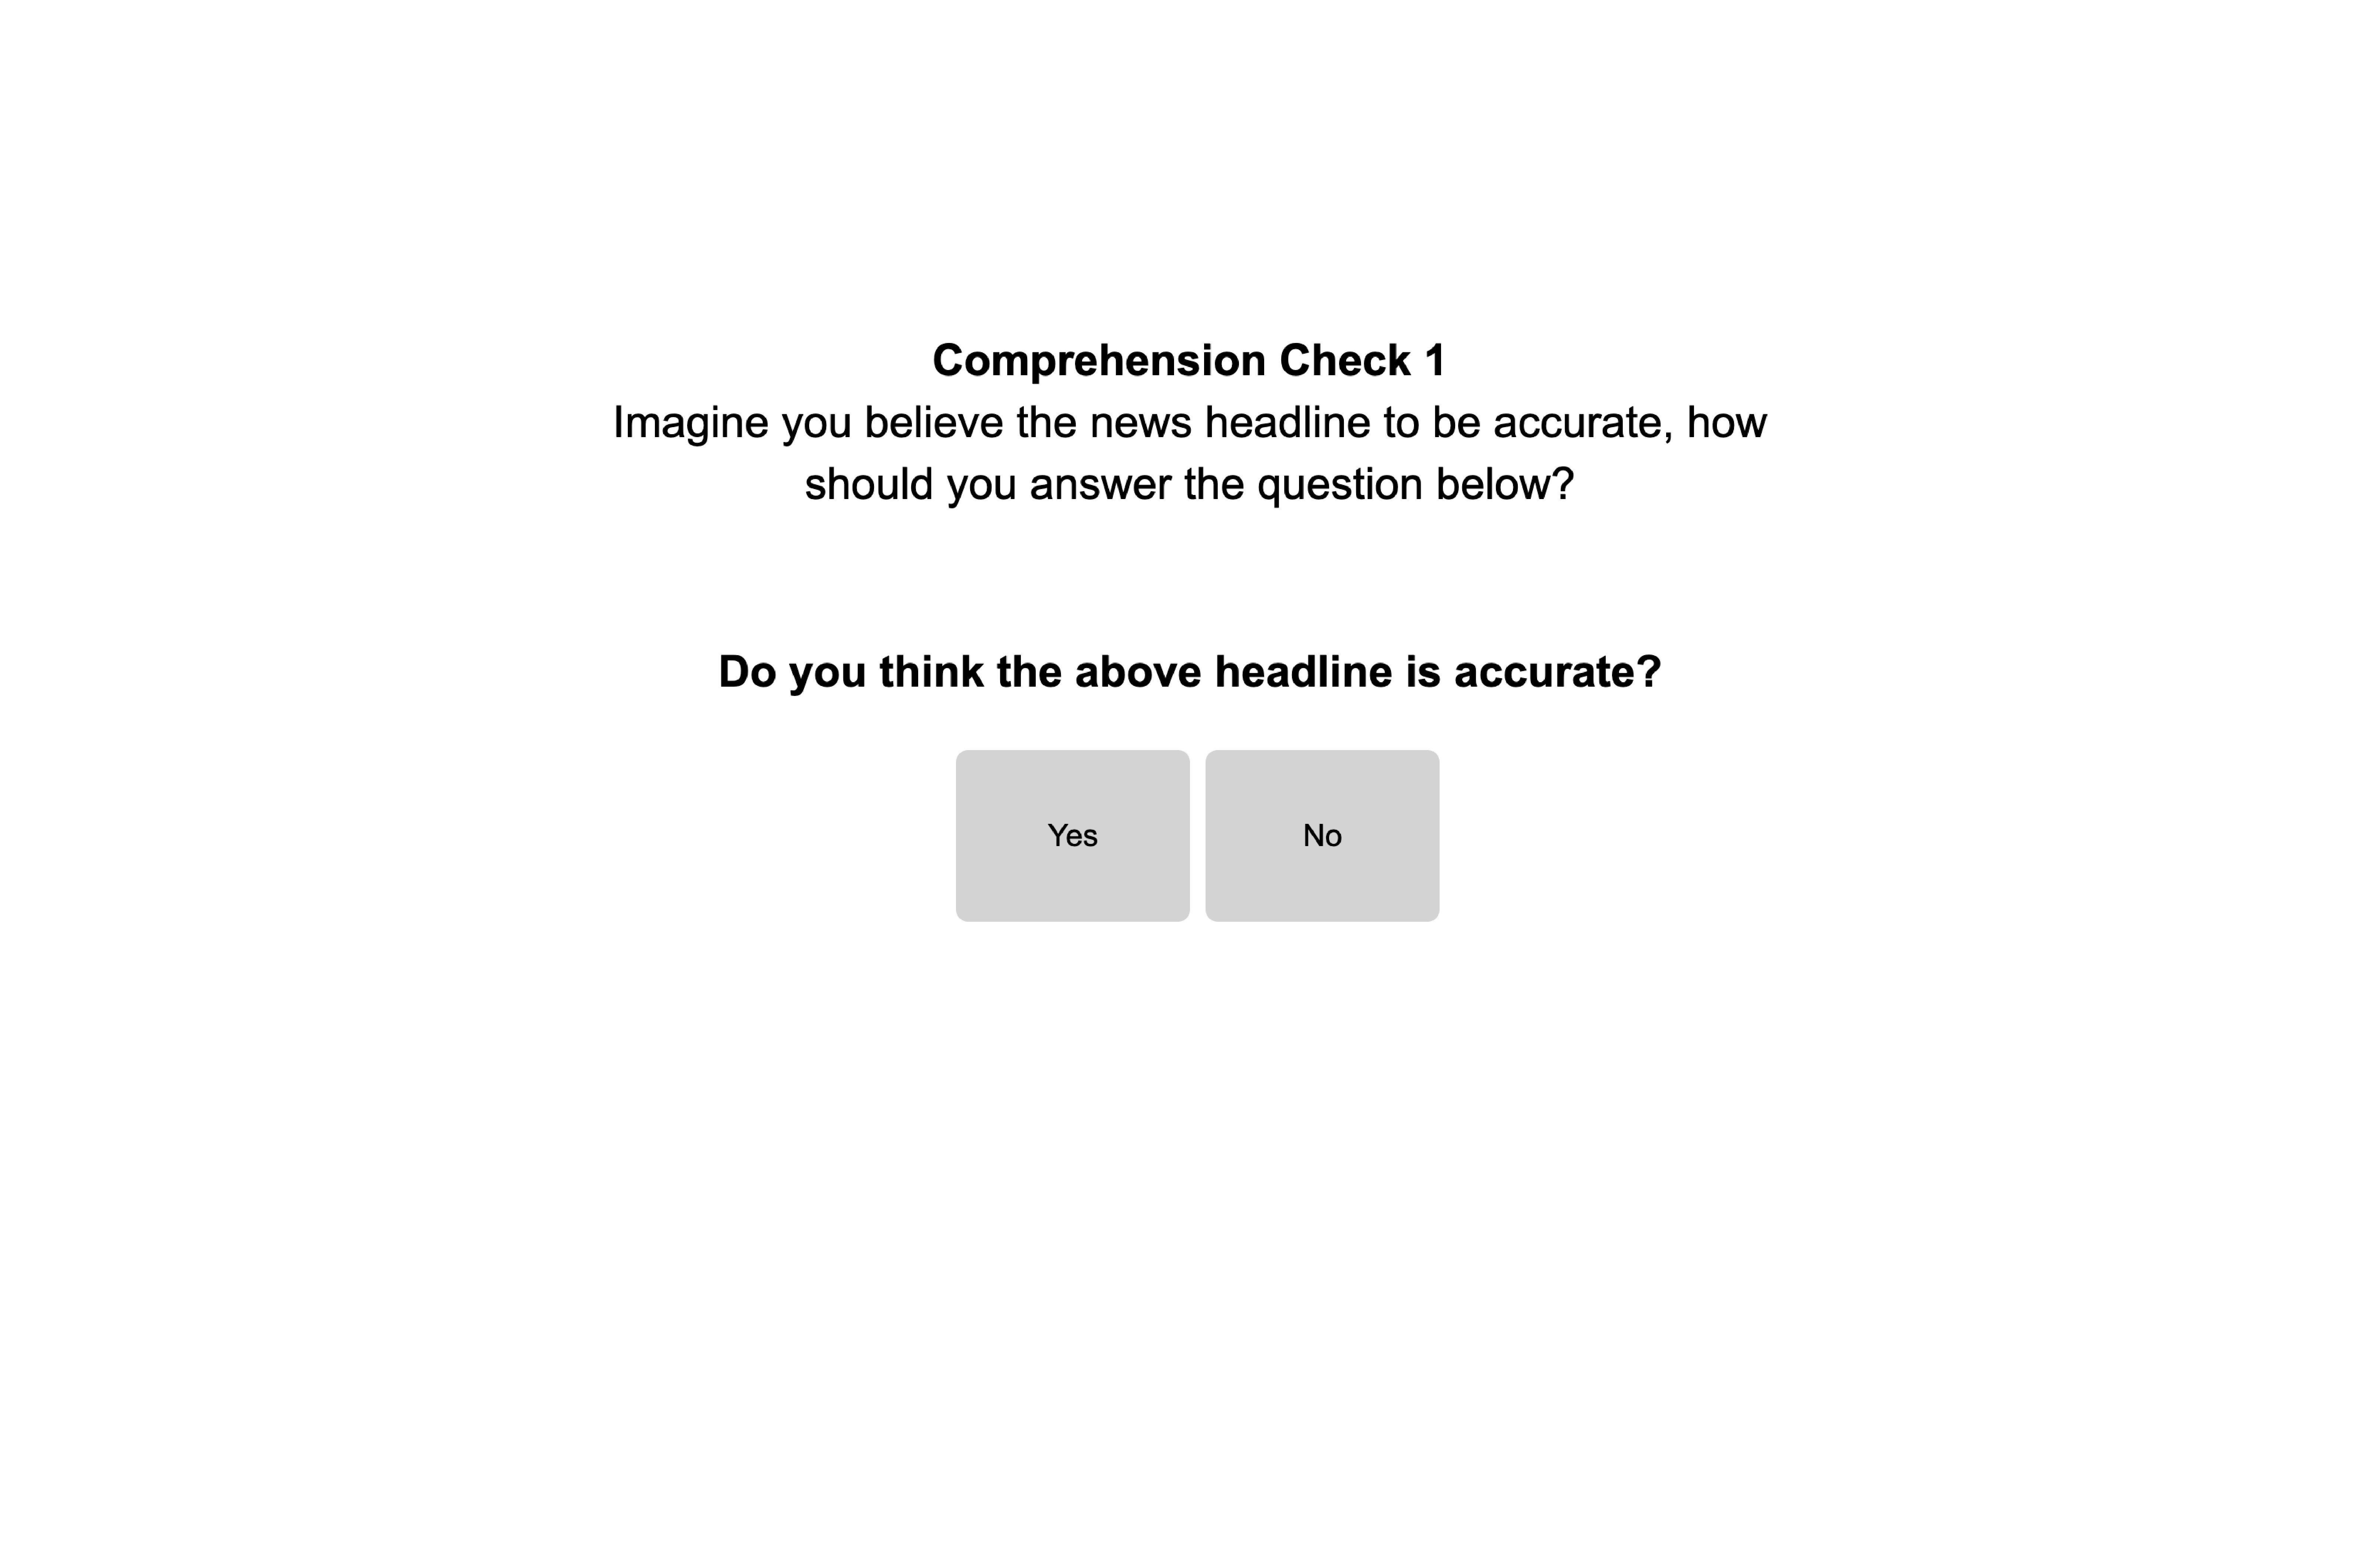 Comprehension Check 1
Imagine you believe the news headline to be accurate, how
should you answer the question below?
Do you think the above headline is accurate?
Yes
No